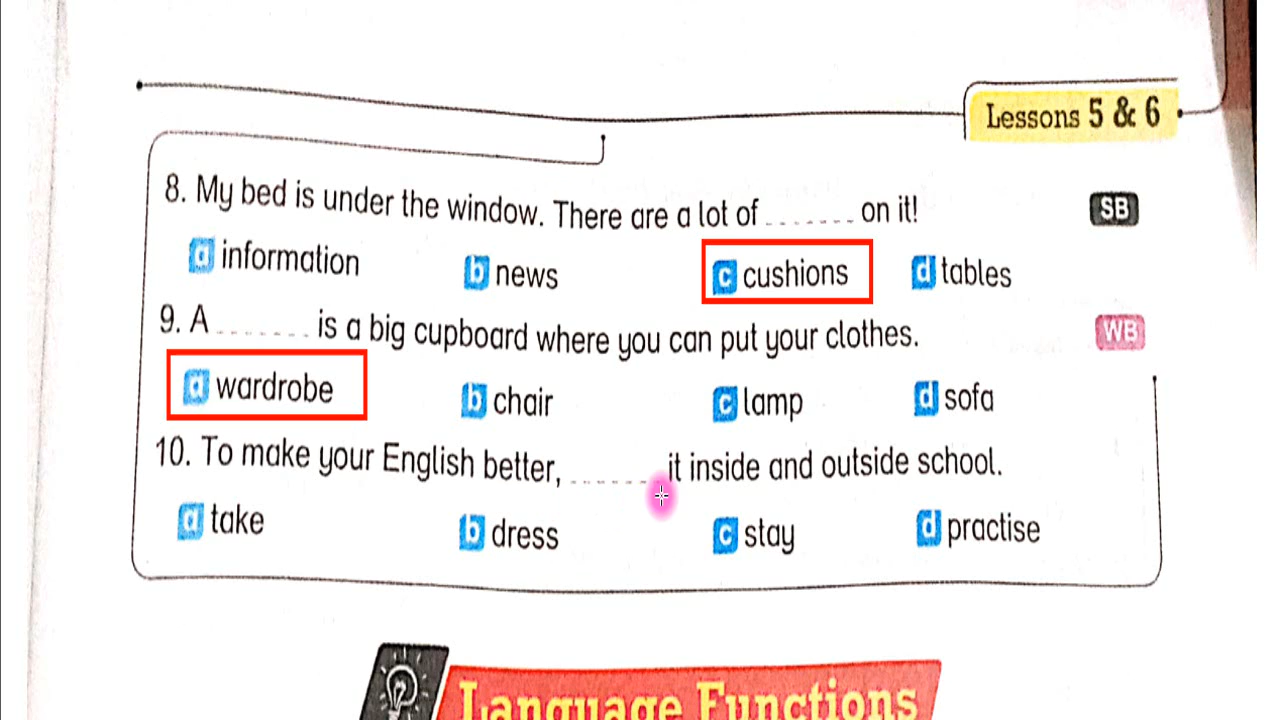 Lessons 5 & 6
8. My bed is under the window. There are a lot of ....... on it! SB
a information b news c cushions d tables
9. A ....... is a big cupboard where you can put your clothes. WB
a wardrobe b chair c lamp d sofa
10. To make your English better, ....... it inside and outside school.
a take b dress c stay d practise
Language Functions